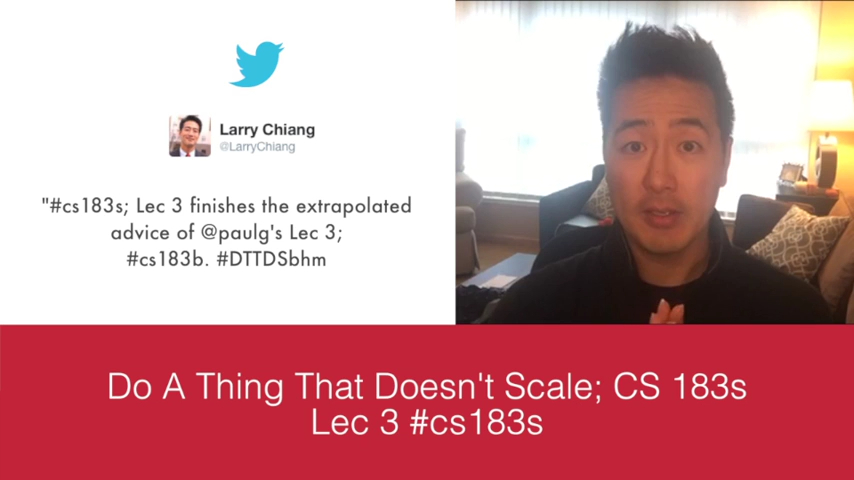 Larry Chiang
@LarryChiang
"#cs183s; Lec 3 finishes the extrapolated
advice of @paulg's Lec 3;
#cs183b. #DTTDSbhm
Do A Thing That Doesn't Scale; CS 183s
Lec 3 #cs183s